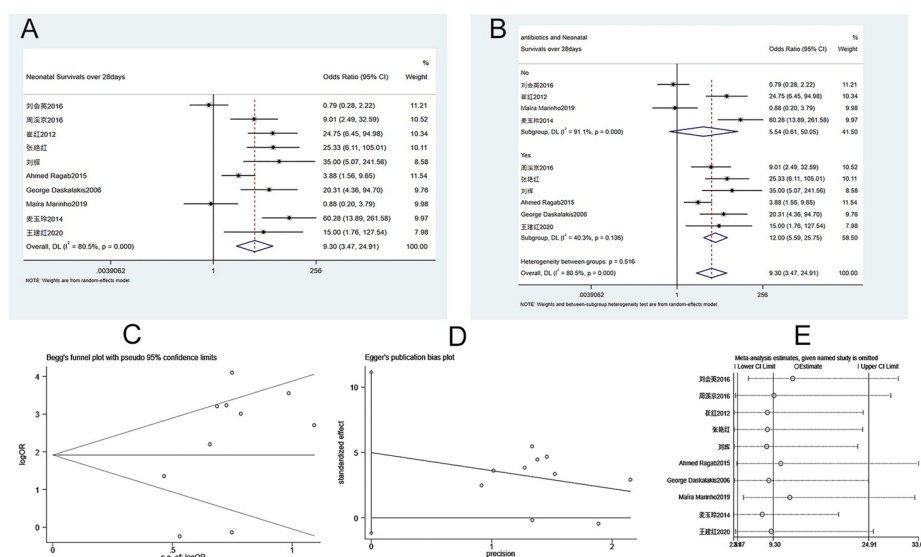 A
%
Neonatal Survivals over 28days Odds Ratio (95% CI) Weight
刘会英2016 0.79 (0.28, 2.22) 11.21
周溪京2016 9.01 (2.49, 32.59) 10.52
崔红2012 24.75 (6.45, 94.98) 10.34
张艳红 25.33 (6.11, 105.01) 10.11
刘辉 35.00 (5.07, 241.56) 8.58
Ahmed Ragab2015 3.88 (1.56, 9.65) 11.54
George Daskalakis2006 20.31 (4.36, 94.70) 9.76
Maíra Marinho2019 0.88 (0.20, 3.79) 9.98
麦玉玲2014 60.28 (13.89, 261.58) 9.97
王建红2020 15.00 (1.76, 127.54) 7.98
Overall, DL (I² = 80.5%, p = 0.000) 9.30 (3.47, 24.91) 100.00
.0039062 1 256
NOTE: Weights are from random-effects model
B
antibiotics and Neonatal %
Survivals over 28days Odds Ratio (95% CI) Weight
No
刘会英2016 0.79 (0.28, 2.22) 11.21
崔红2012 24.75 (6.45, 94.98) 10.34
Maíra Marinho2019 0.88 (0.20, 3.79) 9.98
麦玉玲2014 60.28 (13.89, 261.58) 9.97
Subgroup, DL (I² = 91.1%, p = 0.000) 5.54 (0.61, 50.05) 41.50
Yes
周溪京2016 9.01 (2.49, 32.59) 10.52
张艳红 25.33 (6.11, 105.01) 10.11
刘辉 35.00 (5.07, 241.56) 8.58
Ahmed Ragab2015 3.88 (1.56, 9.65) 11.54
George Daskalakis2006 20.31 (4.36, 94.70) 9.76
王建红2020 15.00 (1.76, 127.54) 7.98
Subgroup, DL (I² = 40.3%, p = 0.136) 12.00 (5.59, 25.75) 58.50
Heterogeneity between groups: p = 0.516
Overall, DL (I² = 80.5%, p = 0.000) 9.30 (3.47, 24.91) 100.00
.0039062 1 256
NOTE: Weights and between-subgroup heterogeneity test are from random-effects model
C
Begg's funnel plot with pseudo 95% confidence limits
logOR
4
3
2
1
0
0 .5 1
s.e. of: logOR
D
Egger's publication bias plot
standardized effect
10
5
0
0 1 2
precision
E
Meta-analysis estimates, given named study is omitted
Lower CI Limit Estimate Upper CI Limit
刘会英2016
周溪京2016
崔红2012
张艳红
刘辉
Ahmed Ragab2015
George Daskalakis2006
Maíra Marinho2019
麦玉玲2014
王建红2020
3.47 9.30 24.91